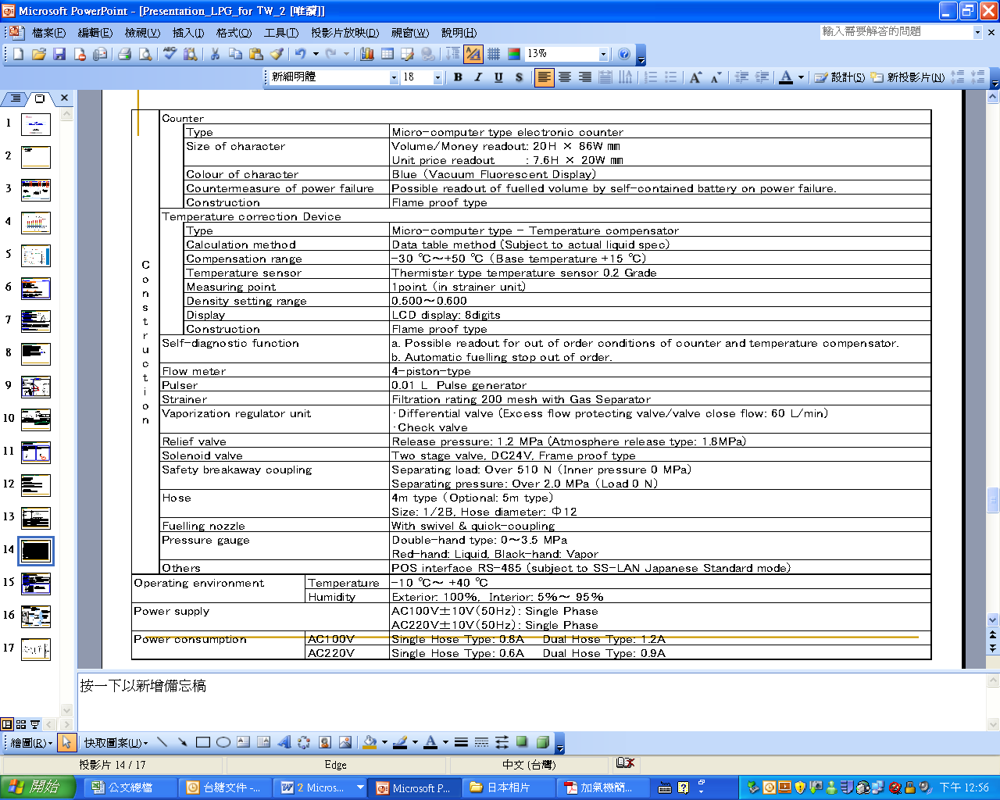 Microsoft PowerPoint - [Presentation_LPG_for TW_2 [唯讀]]
檔案(F) 編輯(E) 檢視(V) 插入(I) 格式(O) 工具(T) 投影片放映(D) 視窗(W) 說明(H) 輸入需要解答的問題
13%
新細明體 18 B I U S A A A 設計(S) 新投影片(N)
1
2
3
4
5
6
7
8
9
10
11
12
13
14
15
16
17
Construction
Counter
Type Micro-computer type electronic counter
Size of character Volume/Money readout: 20H × 86W ㎜
Unit price readout : 7.6H × 20W ㎜
Colour of character Blue (Vacuum Fluorescent Display)
Countermeasure of power failure Possible readout of fuelled volume by self-contained battery on power failure.
Construction Flame proof type
Temperature correction Device
Type Micro-computer type - Temperature compensator
Calculation method Data table method (Subject to actual liquid spec)
Compensation range -30 ℃～+50 ℃ (Base temperature +15 ℃)
Temperature sensor Thermister type temperature sensor 0.2 Grade
Measuring point 1point (in strainer unit)
Density setting range 0.500～0.600
Display LCD display: 8digits
Construction Flame proof type
Self-diagnostic function a. Possible readout for out of order conditions of counter and temperature compensator.
b. Automatic fuelling stop out of order.
Flow meter 4-piston-type
Pulser 0.01 L Pulse generator
Strainer Filtration rating 200 mesh with Gas Separator
Vaporization regulator unit ・Differential valve (Excess flow protecting valve/valve close flow: 60 L/min)
・Check valve
Relief valve Release pressure: 1.2 MPa (Atmosphere release type: 1.8MPa)
Solenoid valve Two stage valve, DC24V, Frame proof type
Safety breakaway coupling Separating load: Over 510 N (Inner pressure 0 MPa)
Separating pressure: Over 2.0 MPa (Load 0 N)
Hose 4m type (Optional: 5m type)
Size: 1/2B, Hose diameter: Φ12
Fuelling nozzle With swivel & quick-coupling
Pressure gauge Double-hand type: 0～3.5 MPa
Red-hand: Liquid, Black-hand: Vapor
Others POS interface RS-485 (subject to SS-LAN Japanese Standard mode)
Operating environment Temperature -10 ℃～ +40 ℃
Humidity Exterior: 100%, Interior: 5%～ 95%
Power supply AC100V±10V(50Hz): Single Phase
AC220V±10V(50Hz): Single Phase
Power consumption AC100V Single Hose Type: 0.8A Dual Hose Type: 1.2A
AC220V Single Hose Type: 0.6A Dual Hose Type: 0.9A
按一下以新增備忘稿
繪圖(R) 快取圖案(U)
投影片 14 / 17 Edge 中文 (台灣)
開始 公文總檔 台糖文件 -... 2 Micros... Microsoft P... 日本相片 加氣機簡... 下午 12:56